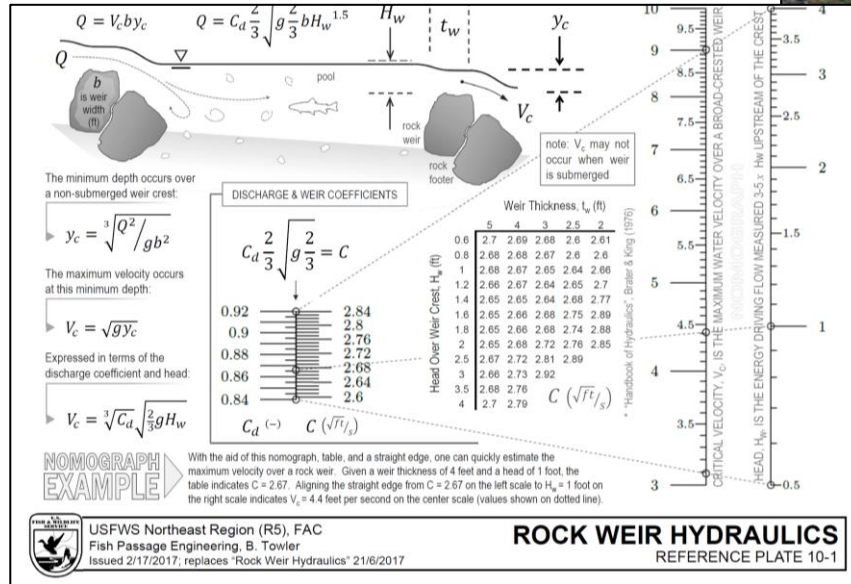 Q = V_c b y_c
Q = C_d 2/3 √(g 2/3) bH_w^1.5
H_w
t_w
y_c
Q
b
is weir
width
(ft)
pool
rock
weir
rock
footer
V_c
note: V_c may not
occur when weir
is submerged
The minimum depth occurs over
a non-submerged weir crest:
y_c = ∛(Q²/gb²)
The maximum velocity occurs
at this minimum depth:
V_c = √(gy_c)
Expressed in terms of the
discharge coefficient and head:
V_c = ∛C_d √(2/3 gH_w)
DISCHARGE & WEIR COEFFICIENTS
C_d 2/3 √(g 2/3) = C
0.92 2.84
2.8
0.9 2.76
0.88 2.72
2.68
0.86 2.64
0.84 2.6
C_d (-) C (√ft/s)
Weir Thickness, t_w (ft)
5 4 3 2.5 2
Head Over Weir Crest, H_w (ft)
0.6 2.7 2.69 2.68 2.6 2.61
0.8 2.68 2.68 2.67 2.6 2.6
1 2.68 2.67 2.65 2.64 2.66
1.2 2.66 2.67 2.64 2.65 2.7
1.4 2.65 2.65 2.64 2.68 2.77
1.6 2.65 2.66 2.68 2.75 2.89
1.8 2.65 2.66 2.68 2.74 2.88
2 2.65 2.68 2.72 2.76 2.85
2.5 2.67 2.72 2.81 2.89
3 2.66 2.73 2.92
3.5 2.68 2.76
4 2.7 2.79
C (√ft/s)
* "Handbook of Hydraulics", Brater & King (1976)
10
9.5
9
8.5
8
7.5
7
6.5
6
5.5
5
4.5
4
3.5
3
CRITICAL VELOCITY, V_C, IS THE MAXIMUM WATER VELOCITY OVER A BROAD-CRESTED WEIR
NOMOGRAPH
HEAD, H_W, IS THE ENERGY DRIVING FLOW MEASURED 3-5 x H_w UPSTREAM OF THE CREST
4
3.5
3
2.5
2
1.5
1
0.5
NOMOGRAPH
EXAMPLE
With the aid of this nomograph, table, and a straight edge, one can quickly estimate the
maximum velocity over a rock weir. Given a weir thickness of 4 feet and a head of 1 foot, the
table indicates C = 2.67. Aligning the straight edge from C = 2.67 on the left scale to H_w = 1 foot on
the right scale indicates V_c = 4.4 feet per second on the center scale (values shown on dotted line).
U.S.
FISH & WILDLIFE
SERVICE
USFWS Northeast Region (R5), FAC
Fish Passage Engineering, B. Towler
Issued 2/17/2017; replaces "Rock Weir Hydraulics" 21/6/2017
ROCK WEIR HYDRAULICS
REFERENCE PLATE 10-1